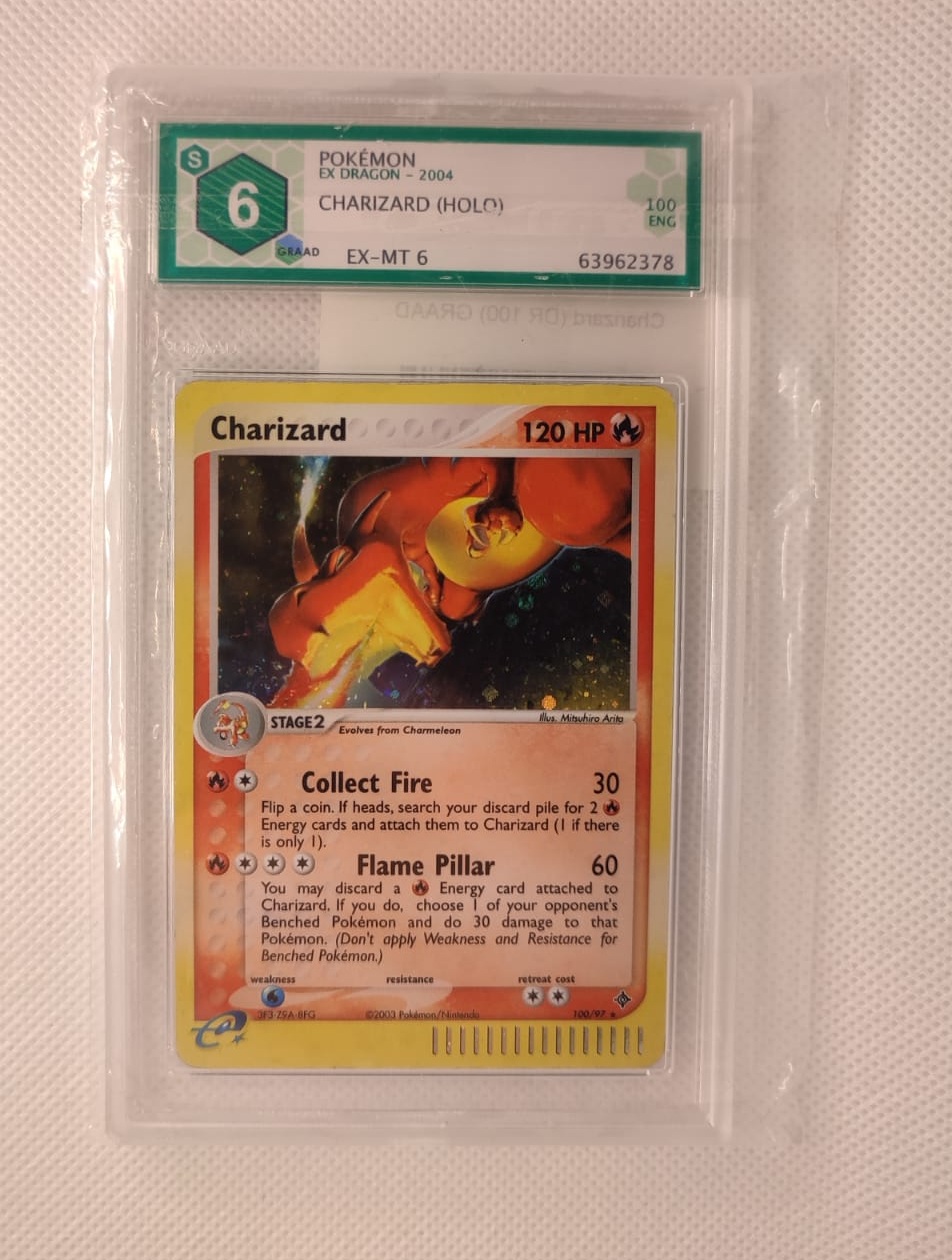 S
POKÉMON
EX DRAGON - 2004
6
CHARIZARD (HOLO)
100
ENG
GRAAD
EX-MT 6
63962378
Charizard (DR 100) GRAAD
Charizard
120 HP
Illus. Mitsuhiro Arita
STAGE2
Evolves from Charmeleon
Collect Fire 30
Flip a coin. If heads, search your discard pile for 2
Energy cards and attach them to Charizard (1 if there
is only 1).
Flame Pillar 60
You may discard a Energy card attached to
Charizard. If you do, choose 1 of your opponent's
Benched Pokémon and do 30 damage to that
Pokémon. (Don't apply Weakness and Resistance for
Benched Pokémon.)
weakness resistance retreat cost
©2003 Pokémon/Nintendo 100/97
e